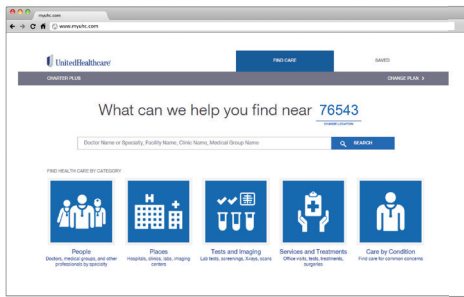 myuhc.com
www.myuhc.com
UnitedHealthcare
FIND CARE
SAVED
CHARTER PLUS
CHANGE PLAN >
What can we help you find near 76543
CHANGE LOCATION
Doctor Name or Specialty, Facility Name, Clinic Name, Medical Group Name
SEARCH
FIND HEALTH CARE BY CATEGORY
H
People
Doctors, medical groups, and other
professionals by specialty
Places
Hospitals, clinics, labs, imaging
centers
Tests and Imaging
Lab tests, screenings, X-rays, scans
Services and Treatments
Office visits, tests, treatments,
surgeries
Care by Condition
Find care for common concerns